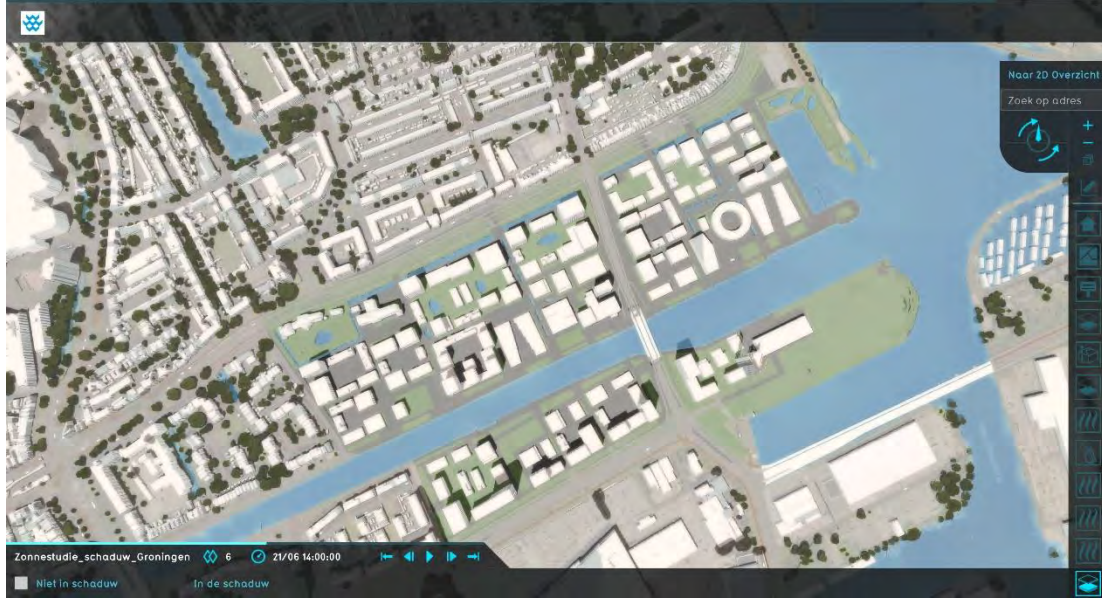 Naar 2D Overzicht
Zoek op adres
Zonnestudie_schaduw_Groningen 6 21/06 14:00:00
Niet in schaduw In de schaduw